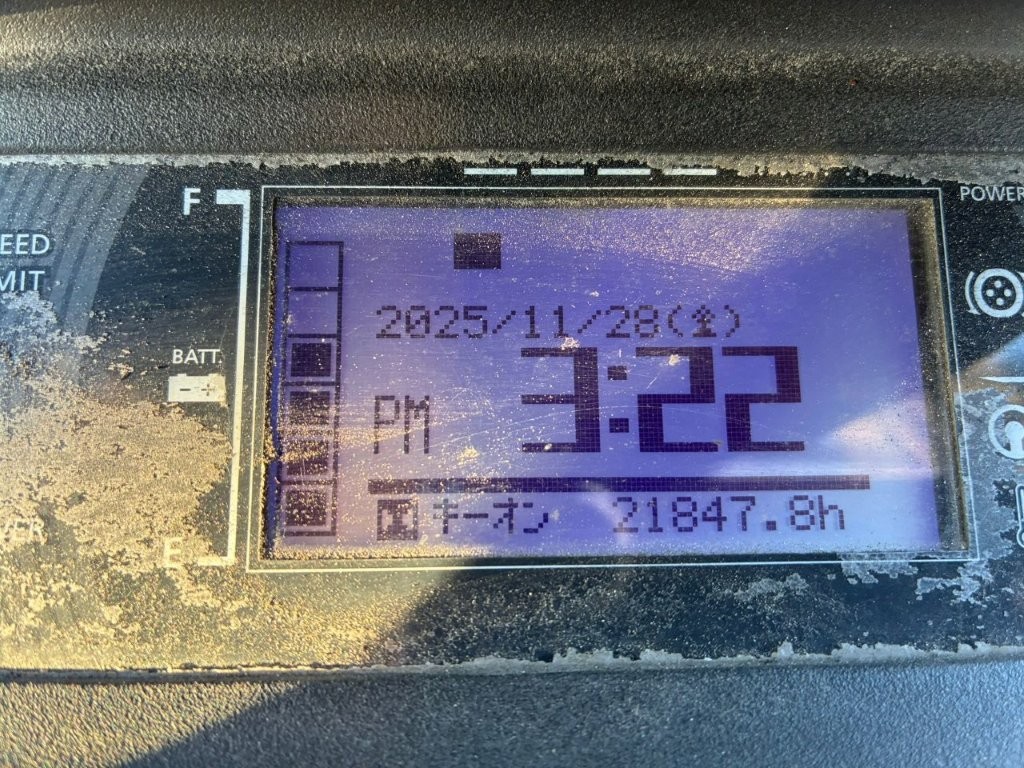 F
POWER
EED
MIT
2025/11/28(金)
BATT.
PM 3:22
キーオン 21847.8h
E